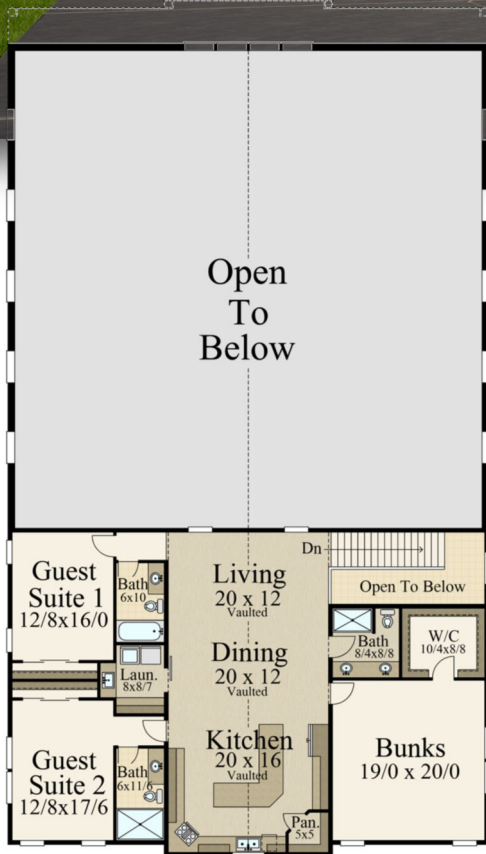 Open
To
Below
Dn
Open To Below
Guest
Suite 1
12/8x16/0
Bath
6x10
Living
20 x 12
Vaulted
Bath
8/4x8/8
W/C
10/4x8/8
Laun.
8x8/7
Dining
20 x 12
Vaulted
Guest
Suite 2
12/8x17/6
Bath
6x11/6
Kitchen
20 x 16
Vaulted
Pan.
5x5
Bunks
19/0 x 20/0